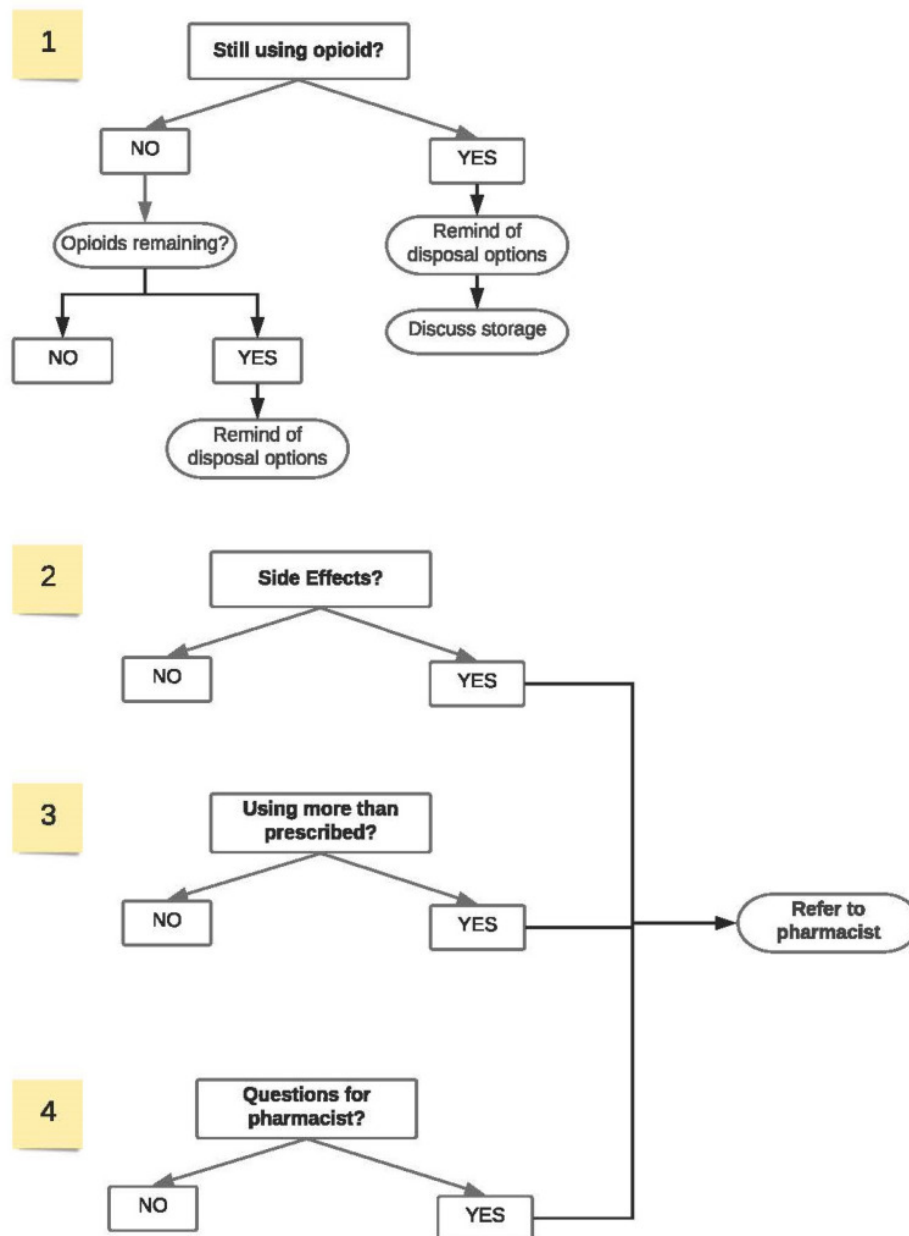 1
Still using opioid?
NO
YES
Opioids remaining?
Remind of
disposal options
NO
YES
Discuss storage
Remind of
disposal options
2
Side Effects?
NO
YES
3
Using more than
prescribed?
NO
YES
Refer to
pharmacist
4
Questions for
pharmacist?
NO
YES